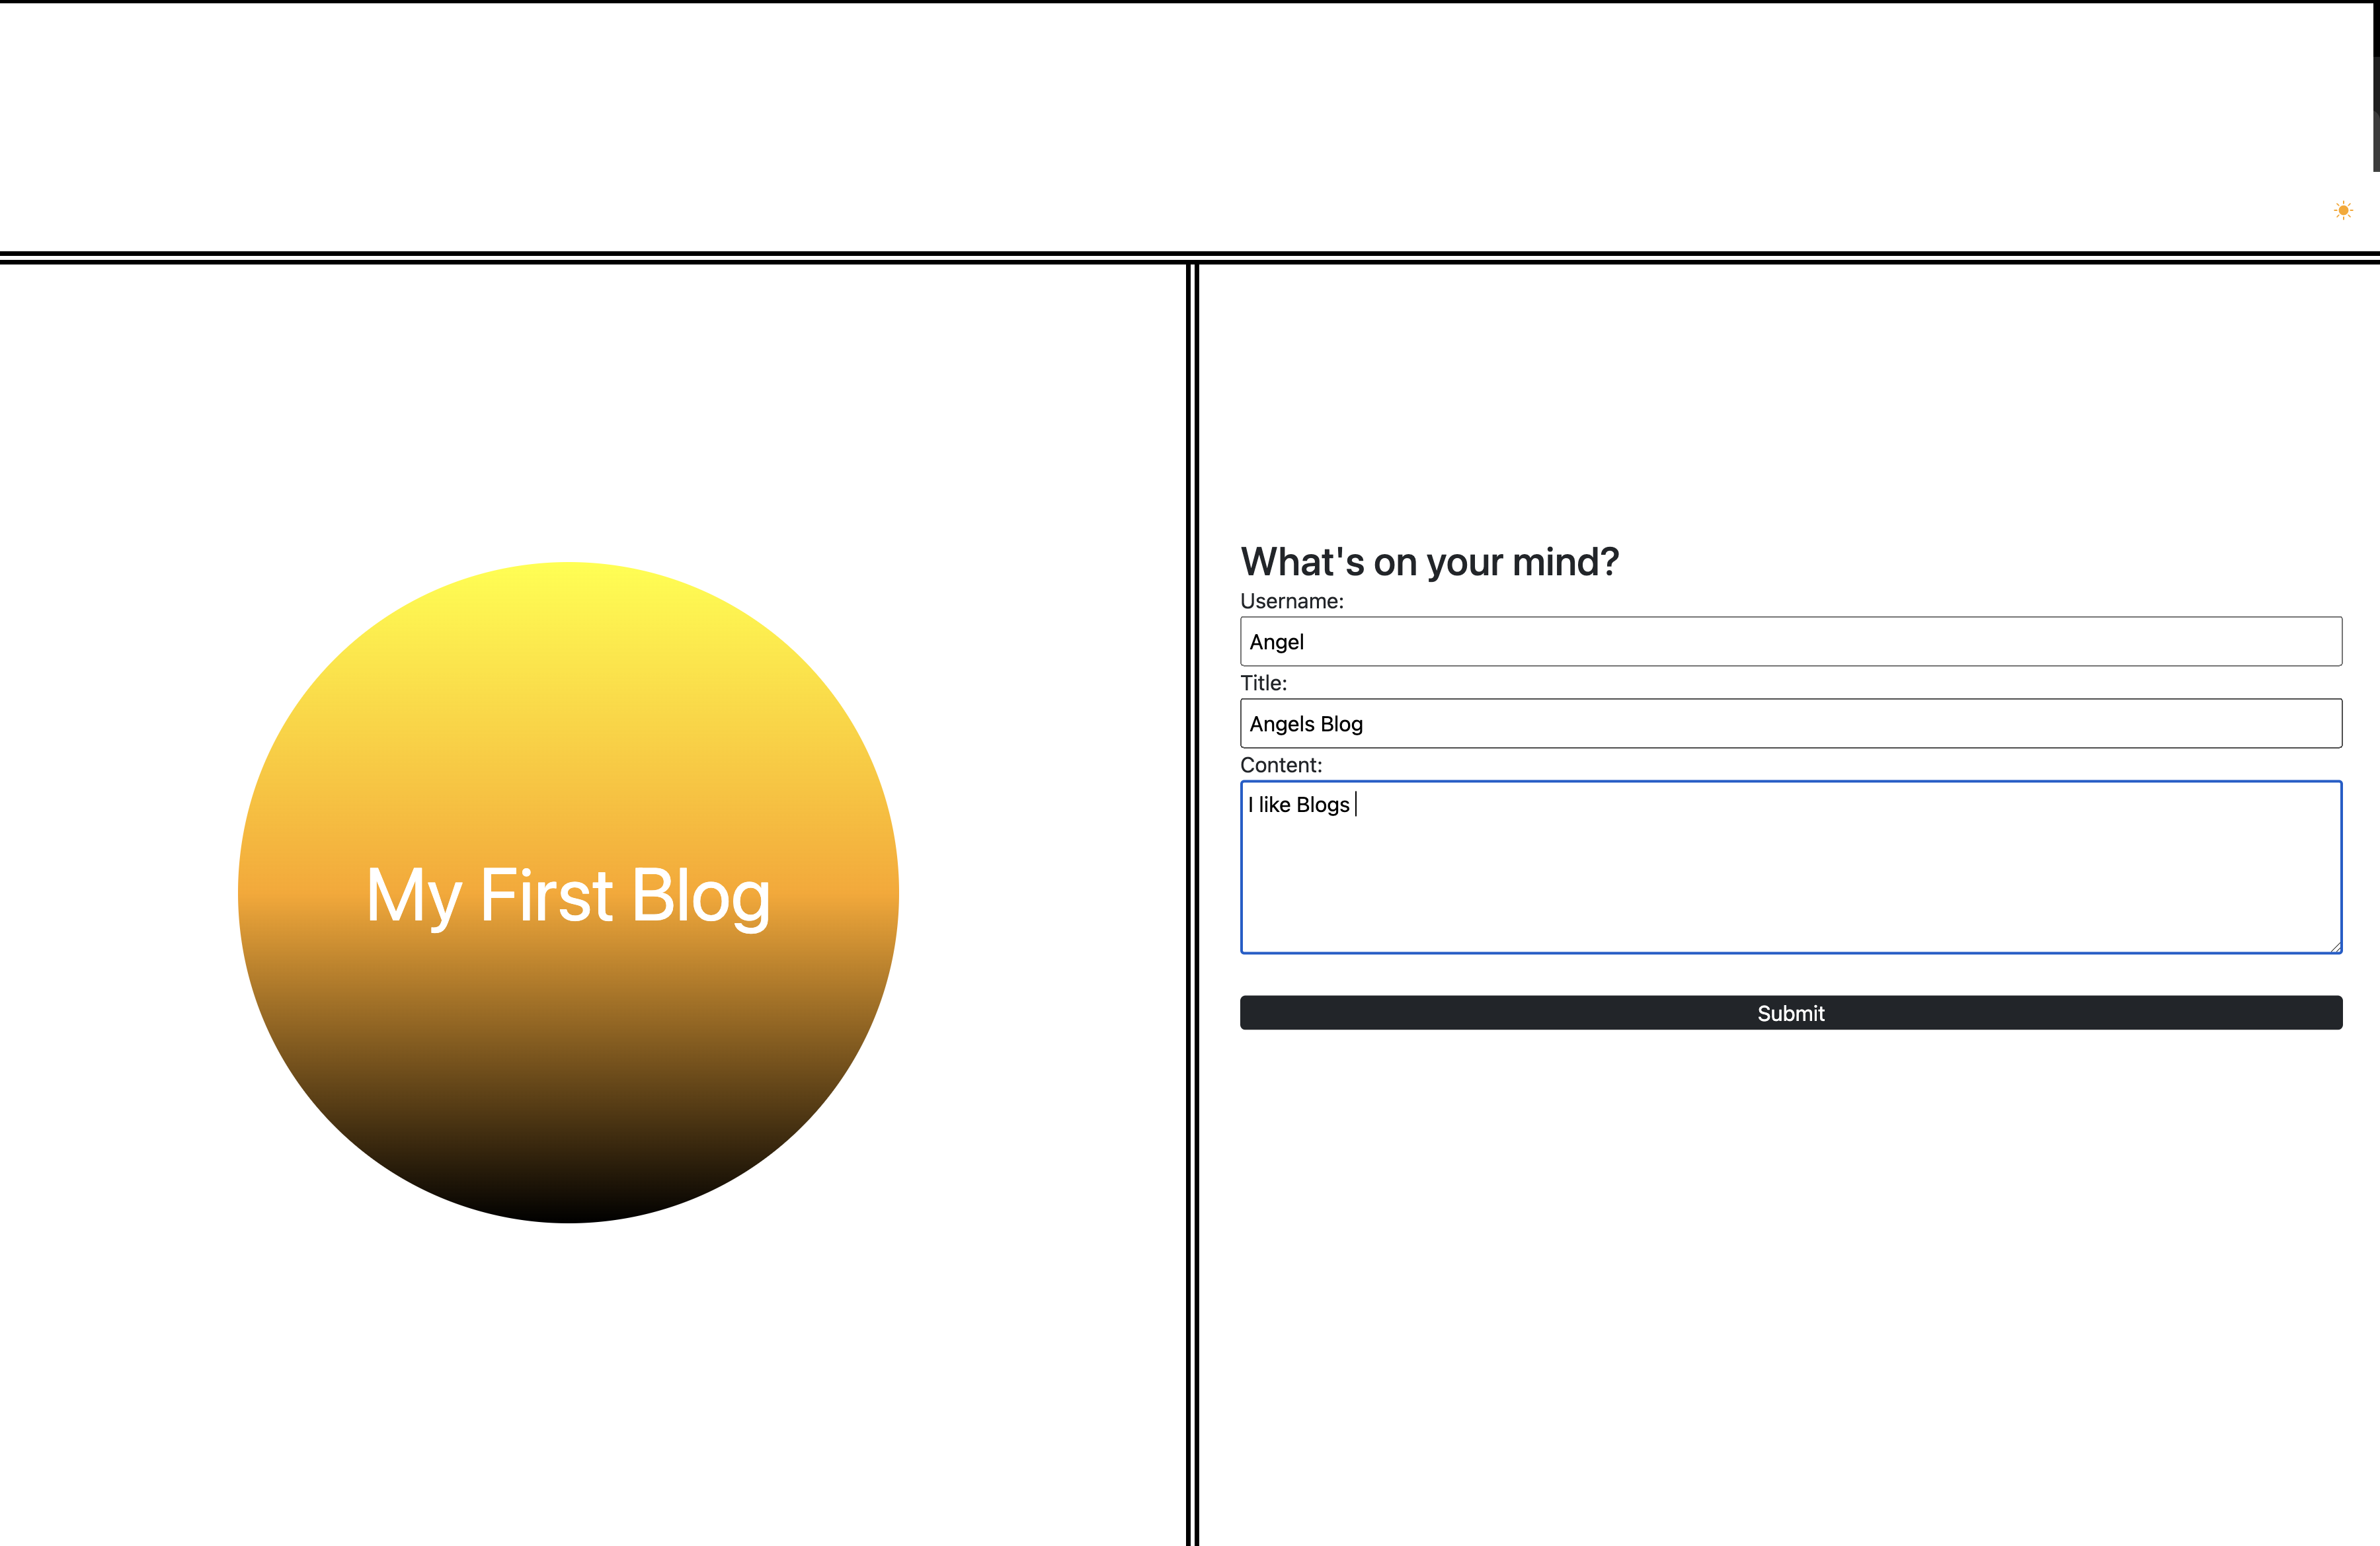 My First Blog
What's on your mind?
Username:
Angel
Title:
Angels Blog
Content:
I like Blogs
Submit